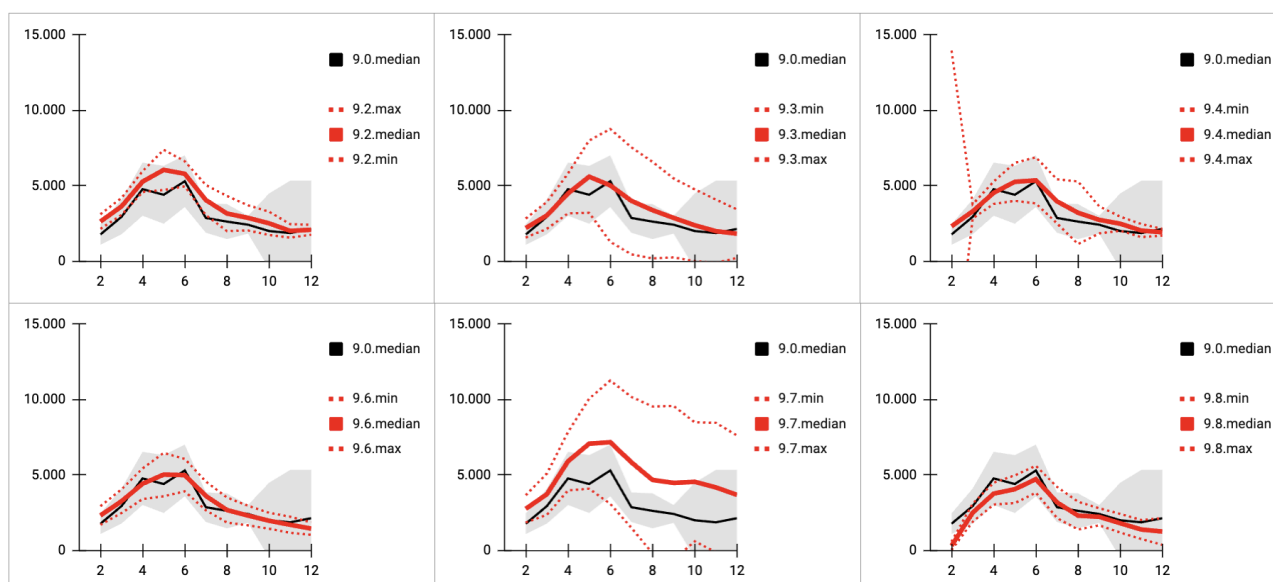 15.000
10.000
5.000
0
2 4 6 8 10 12
9.0.median
9.2.max
9.2.median
9.2.min
15.000
10.000
5.000
0
2 4 6 8 10 12
9.0.median
9.3.min
9.3.median
9.3.max
15.000
10.000
5.000
0
2 4 6 8 10 12
9.0.median
9.4.min
9.4.median
9.4.max
15.000
10.000
5.000
0
2 4 6 8 10 12
9.0.median
9.6.min
9.6.median
9.6.max
15.000
10.000
5.000
0
2 4 6 8 10 12
9.0.median
9.7.min
9.7.median
9.7.max
15.000
10.000
5.000
0
2 4 6 8 10 12
9.0.median
9.8.min
9.8.median
9.8.max